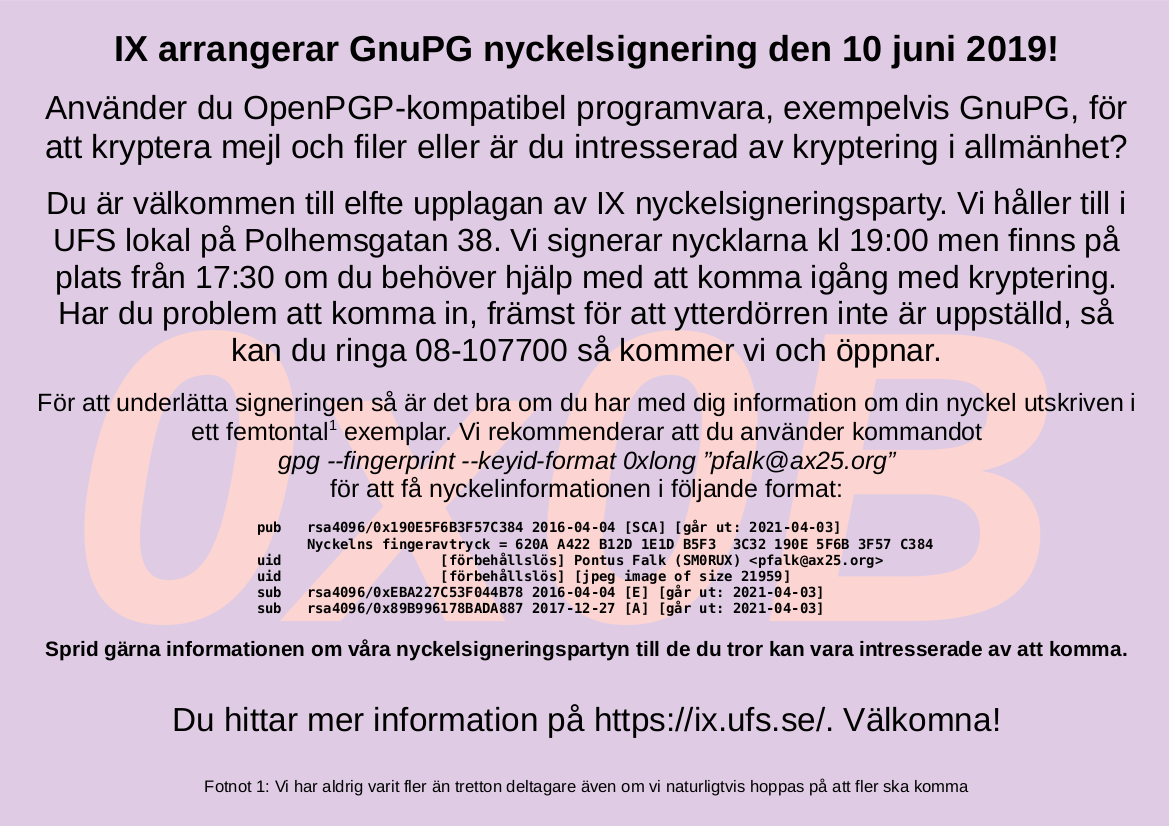 IX arrangerar GnuPG nyckelsignering den 10 juni 2019!
Använder du OpenPGP-kompatibel programvara, exempelvis GnuPG, för
att kryptera mejl och filer eller är du intresserad av kryptering i allmänhet?
Du är välkommen till elfte upplagan av IX nyckelsigneringsparty. Vi håller till i
UFS lokal på Polhemsgatan 38. Vi signerar nycklarna kl 19:00 men finns på
plats från 17:30 om du behöver hjälp med att komma igång med kryptering.
Har du problem att komma in, främst för att ytterdörren inte är uppställd, så
kan du ringa 08-107700 så kommer vi och öppnar.
0x0B
För att underlätta signeringen så är det bra om du har med dig information om din nyckel utskriven i
ett femtontal¹ exemplar. Vi rekommenderar att du använder kommandot
gpg --fingerprint --keyid-format 0xlong ”pfalk@ax25.org”
för att få nyckelinformationen i följande format:
pub rsa4096/0x190E5F6B3F57C384 2016-04-04 [SCA] [går ut: 2021-04-03]
Nyckelns fingeravtryck = 620A A422 B12D 1E1D B5F3  3C32 190E 5F6B 3F57 C384
uid [förbehållslös] Pontus Falk (SM0RUX) <pfalk@ax25.org>
uid [förbehållslös] [jpeg image of size 21959]
sub rsa4096/0xEBA227C53F044B78 2016-04-04 [E] [går ut: 2021-04-03]
sub rsa4096/0x89B996178BADA887 2017-12-27 [A] [går ut: 2021-04-03]
Sprid gärna informationen om våra nyckelsigneringspartyn till de du tror kan vara intresserade av att komma.
Du hittar mer information på https://ix.ufs.se/. Välkomna!
Fotnot 1: Vi har aldrig varit fler än tretton deltagare även om vi naturligtvis hoppas på att fler ska komma